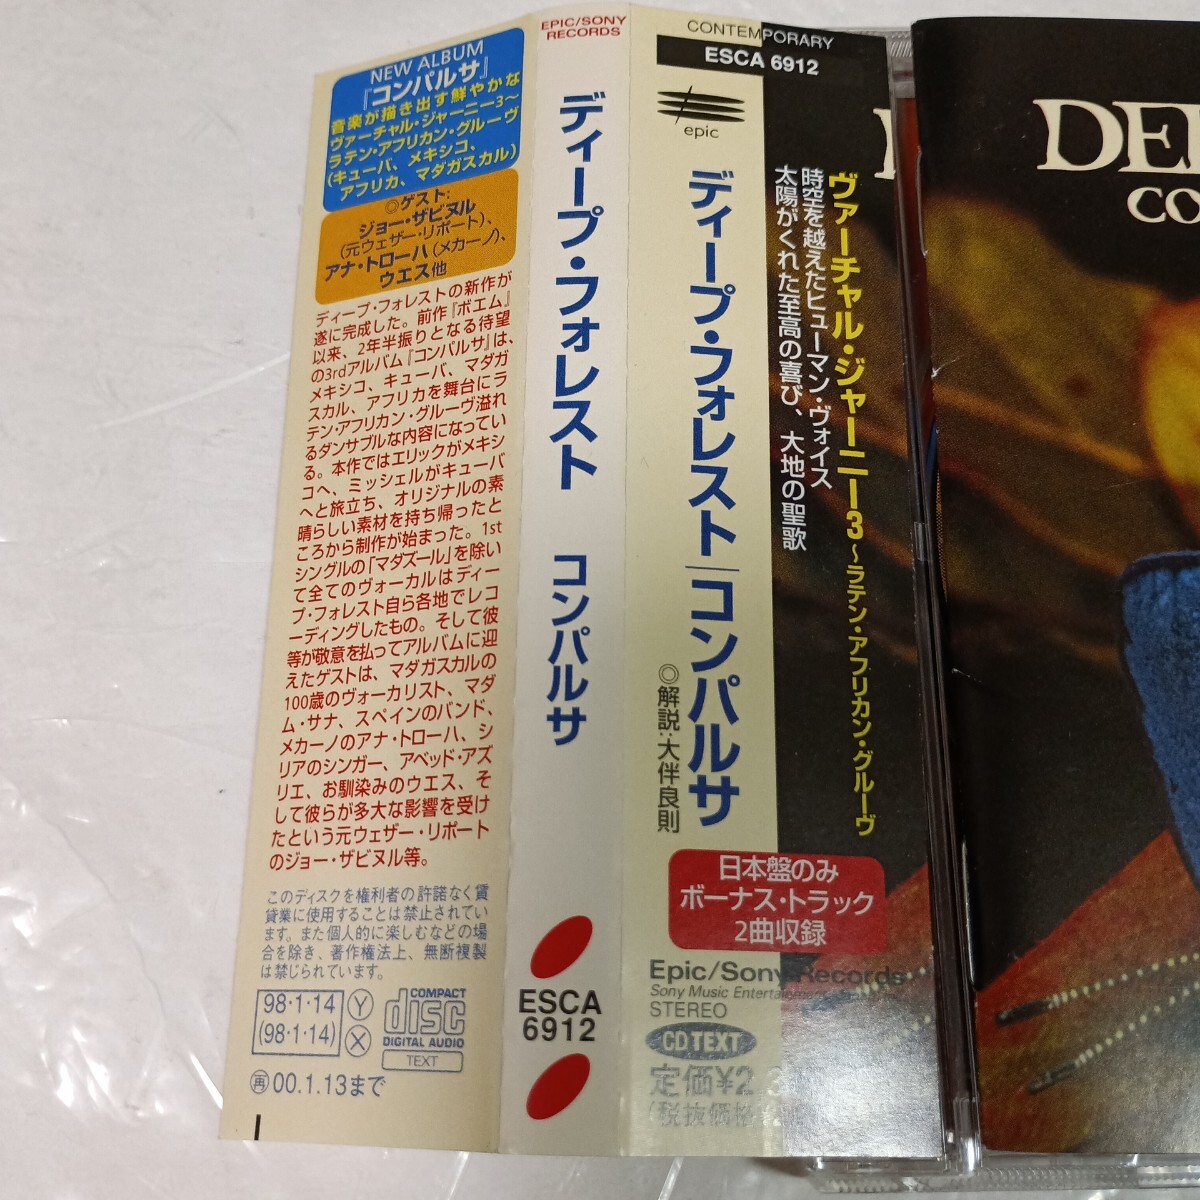 NEW ALBUM
『コンパルサ』
音楽が描き出す鮮やかな
ヴァーチャル・ジャーニー3〜
ラテン・アフリカン・グルーヴ
(キューバ、メキシコ、
アフリカ、マダガスカル)
◎ゲスト:
ジョー・ザビヌル
(元ウェザー・リポート)、
アナ・トローハ(メカーノ)、
ウエス他
ディープ・フォレストの新作が
遂に完成した。前作『ボエム』
以来、2年半振りとなる待望
の3rdアルバム『コンパルサ』は、
メキシコ、キューバ、マダガ
スカル、アフリカを舞台にラ
テン・アフリカン・グルーヴ溢れ
るダンサブルな内容になってい
る。本作ではエリックがメキシ
コへ、ミッシェルがキューバ
へと旅立ち、オリジナルの素
晴らしい素材を持ち帰ったと
ころから制作が始まった。1st
シングルの「マダズール」を除い
て全てのヴォーカルはディー
プ・フォレスト自ら各地でレコ
ーディングしたもの。そして彼
等が敬意を払ってアルバムに迎
えたゲストは、マダガスカルの
100歳のヴォーカリスト、マダ
ム・サナ、スペインのバンド、
メカーノのアナ・トローハ、シ
リアのシンガー、アベッド・アズ
リエ、お馴染みのウエス、そ
して彼らが多大な影響を受け
たという元ウェザー・リポート
のジョー・ザビヌル等。
このディスクを権利者の許諾なく賃
貸業に使用することは禁止されてい
ます。また個人的に楽しむなどの場
合を除き、著作権法上、無断複製
は禁じられています。
98・1・14 Y
(98・1・14) X
COMPACT
disc
DIGITAL AUDIO
TEXT
再00.1.13まで
EPIC/SONY
RECORDS
ディープ・フォレスト コンパルサ
ESCA
6912
CONTEMPORARY
ESCA 6912
epic
ヴァーチャル・ジャーニー3〜ラテン・アフリカン・グルーヴ
時空を越えたヒューマン・ヴォイス
太陽がくれた至高の喜び、大地の聖歌
ディープ・フォレスト|コンパルサ
◎解説:大伴良則
日本盤のみ
ボーナス・トラック
2曲収録
Epic/Sony Records
Sony Music Entertainment
STEREO
CD TEXT
定価¥2
(税抜価格
DE
CO